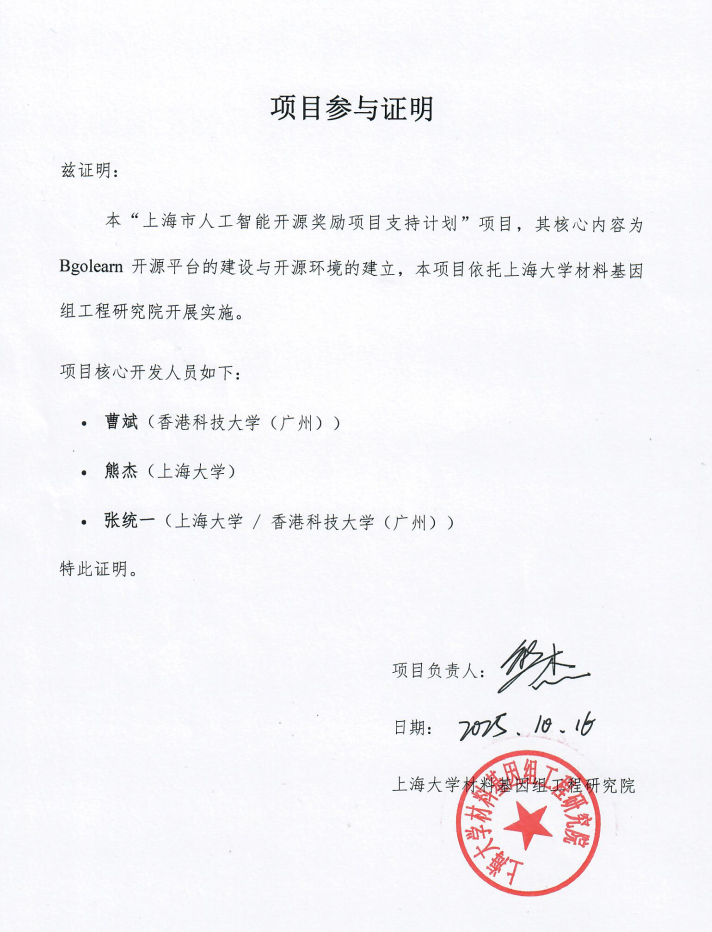 项目参与证明
兹证明：
本“上海市人工智能开源奖励项目支持计划”项目，其核心内容为
Bgolearn 开源平台的建设与开源环境的建立，本项目依托上海大学材料基因
组工程研究院开展实施。
项目核心开发人员如下：
• 曹斌（香港科技大学（广州））
• 熊杰（上海大学）
• 张统一（上海大学 / 香港科技大学（广州））
特此证明。
项目负责人：熊杰
日期： 2025.10.16
上海大学材料基因组工程研究院
上海大学材料基因组工程研究院